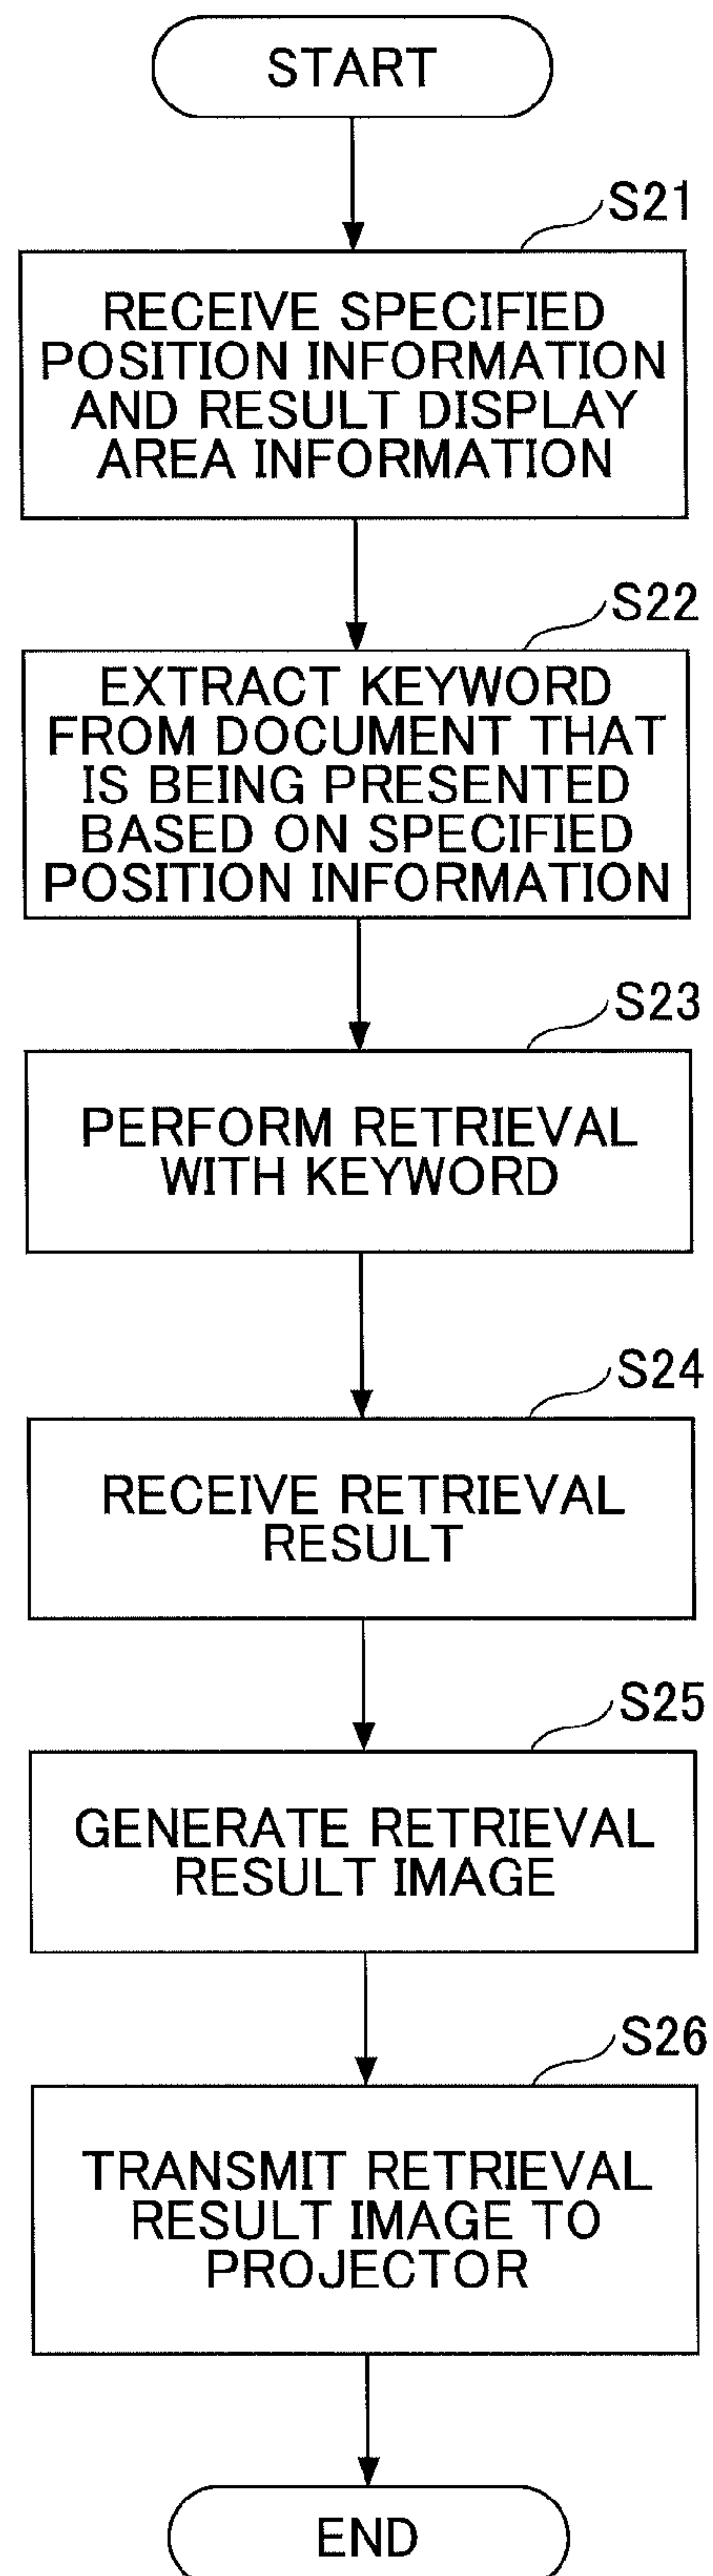 START
S21
RECEIVE SPECIFIED
POSITION INFORMATION
AND RESULT DISPLAY
AREA INFORMATION
S22
EXTRACT KEYWORD
FROM DOCUMENT THAT
IS BEING PRESENTED
BASED ON SPECIFIED
POSITION INFORMATION
S23
PERFORM RETRIEVAL
WITH KEYWORD
S24
RECEIVE RETRIEVAL
RESULT
S25
GENERATE RETRIEVAL
RESULT IMAGE
S26
TRANSMIT RETRIEVAL
RESULT IMAGE TO
PROJECTOR
END